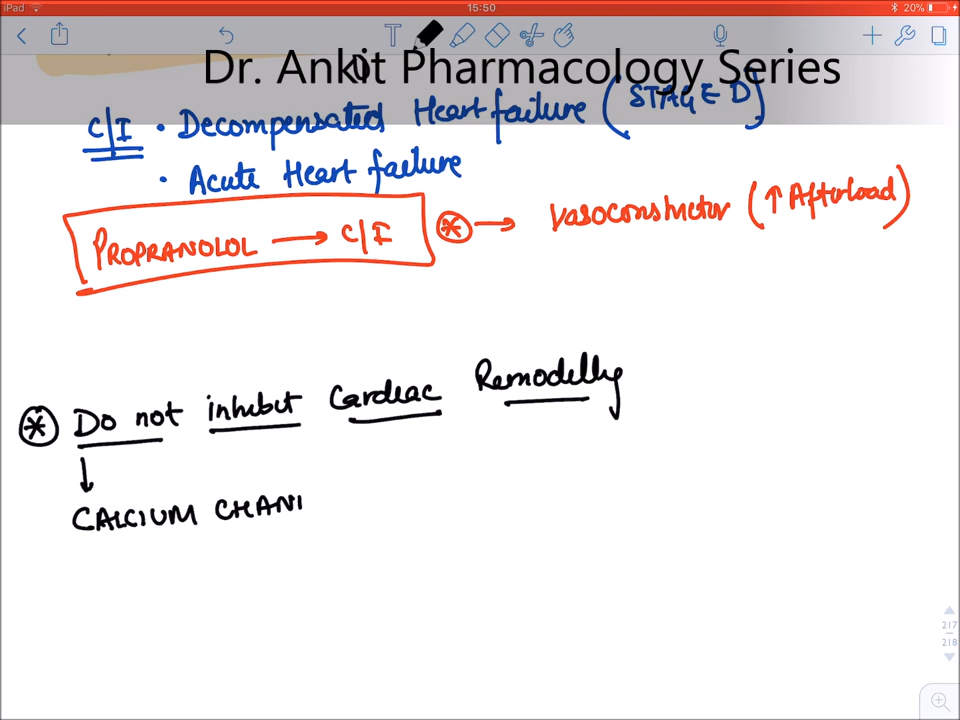 iPad 15:50 20%
T
Dr. Ankit Pharmacology Series
C/I • Decompensated Heart failure (STAGE D)
• Acute Heart failure
PROPRANOLOL → C/I * → Vasoconstrictor (↑ Afterload)
* Do not inhibit Cardiac Remodelling
↓
CALCIUM CHAN
217
218